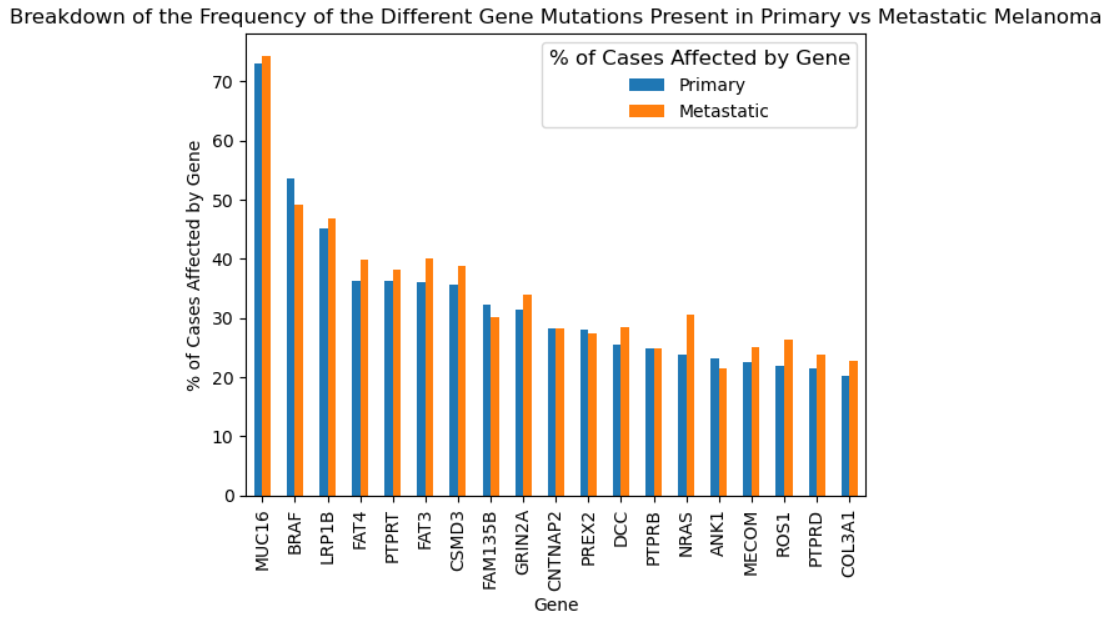 Breakdown of the Frequency of the Different Gene Mutations Present in Primary vs Metastatic Melanoma
% of Cases Affected by Gene
Primary
Metastatic
% of Cases Affected by Gene
70
60
50
40
30
20
10
0
MUC16
BRAF
LRP1B
FAT4
PTPRT
FAT3
CSMD3
FAM135B
GRIN2A
CNTNAP2
PREX2
DCC
PTPRB
NRAS
ANK1
MECOM
ROS1
PTPRD
COL3A1
Gene